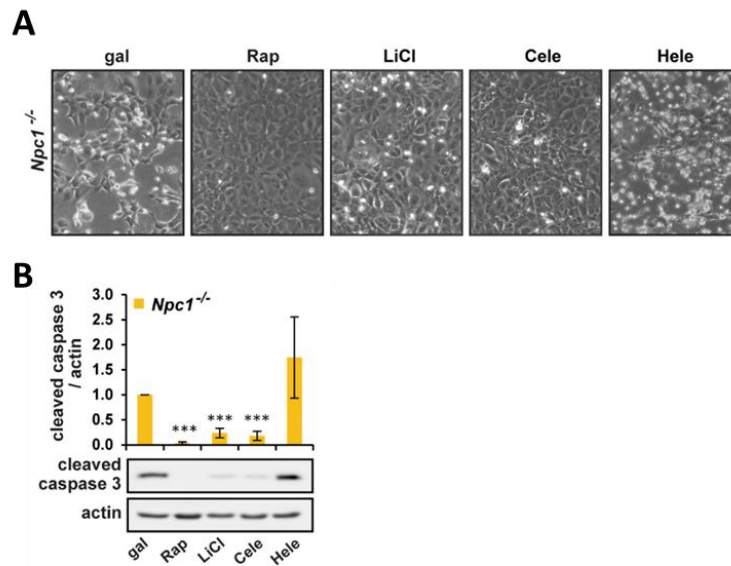 A
gal Rap LiCl Cele Hele
Npc1 -/-
B
cleaved caspase 3
/ actin
3.0
2.5
2.0
1.5
1.0
0.5
0.0
Npc1-/-
*** *** ***
cleaved
caspase 3
actin
gal Rap LiCl Cele Hele